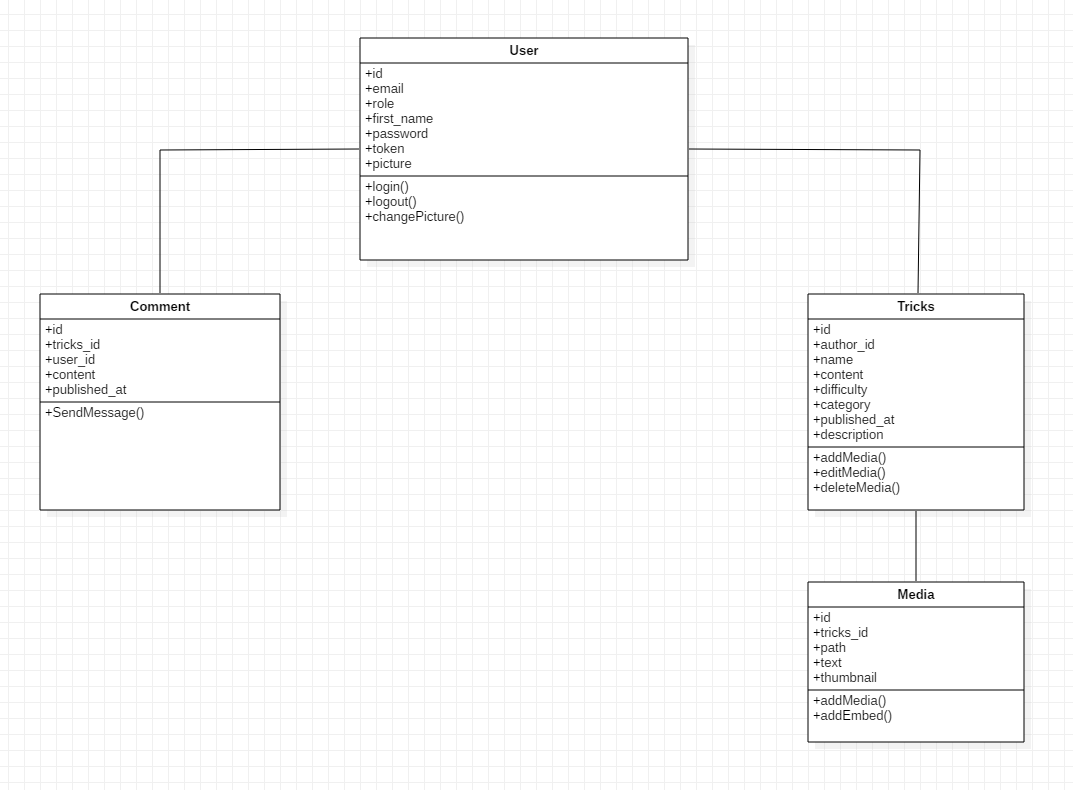 User
+id
+email
+role
+first_name
+password
+token
+picture
+login()
+logout()
+changePicture()
Comment
+id
+tricks_id
+user_id
+content
+published_at
+SendMessage()
Tricks
+id
+author_id
+name
+content
+difficulty
+category
+published_at
+description
+addMedia()
+editMedia()
+deleteMedia()
Media
+id
+tricks_id
+path
+text
+thumbnail
+addMedia()
+addEmbed()